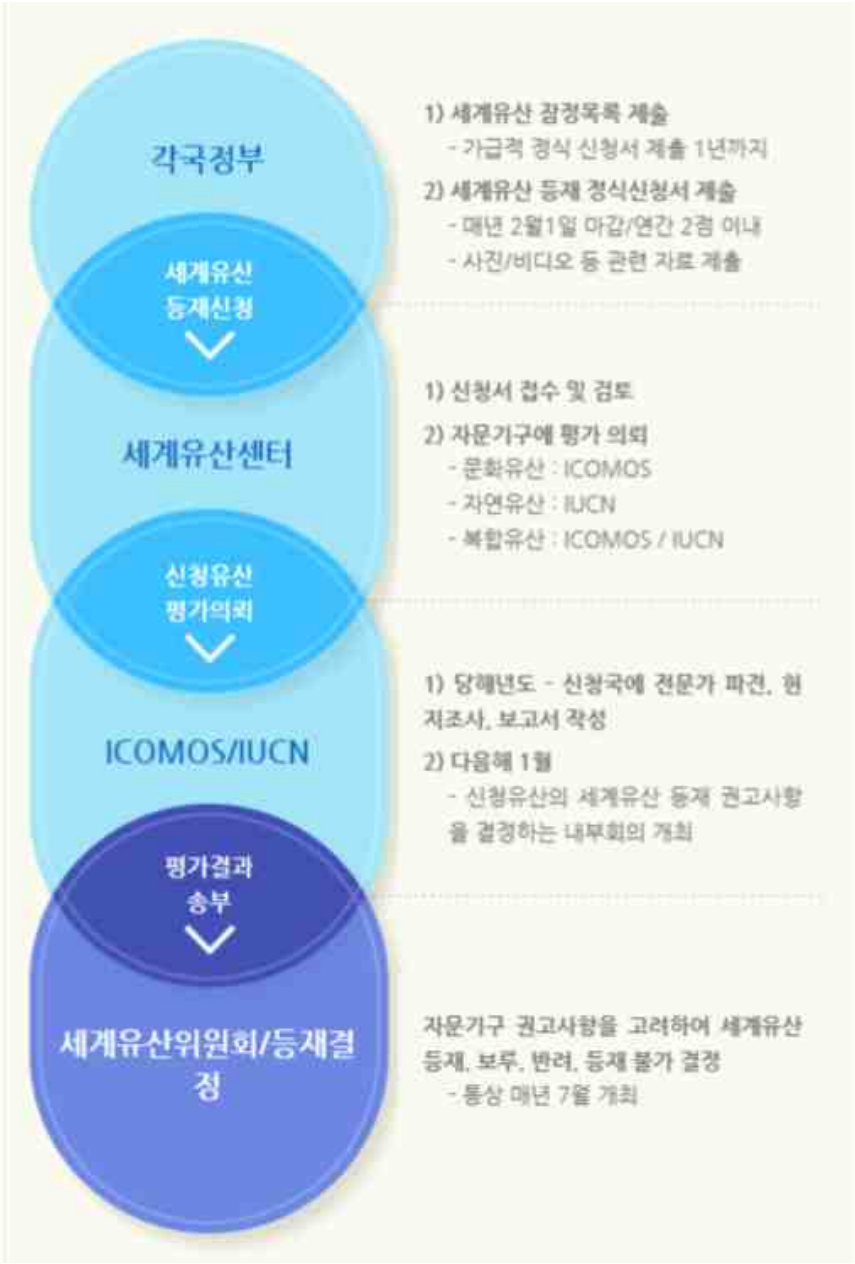 각국정부
1) 세계유산 잠정목록 제출
- 가급적 정식 신청서 제출 1년까지
2) 세계유산 등재 정식신청서 제출
- 매년 2월1일 마감/연간 2점 이내
- 사진/비디오 등 관련 자료 제출
세계유산
등재신청
세계유산센터
1) 신청서 접수 및 검토
2) 자문기구에 평가 의뢰
- 문화유산 : ICOMOS
- 자연유산 : IUCN
- 복합유산 : ICOMOS / IUCN
신청유산
평가의뢰
ICOMOS/IUCN
1) 당해년도 - 신청국에 전문가 파견, 현
지조사, 보고서 작성
2) 다음해 1월
- 신청유산의 세계유산 등재 권고사항
을 결정하는 내부회의 개최
평가결과
송부
세계유산위원회/등재결
정
자문기구 권고사항을 고려하여 세계유산
등재, 보루, 반려, 등재 불가 결정
- 통상 매년 7월 개최